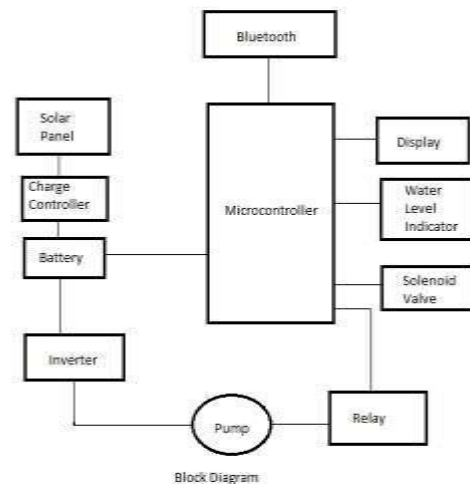 Bluetooth
Solar
Panel
Display
Charge
Controller
Water
Level
Indicator
Microcontroller
Battery
Solenoid
Valve
Inverter
Relay
Pump
Block Diagram